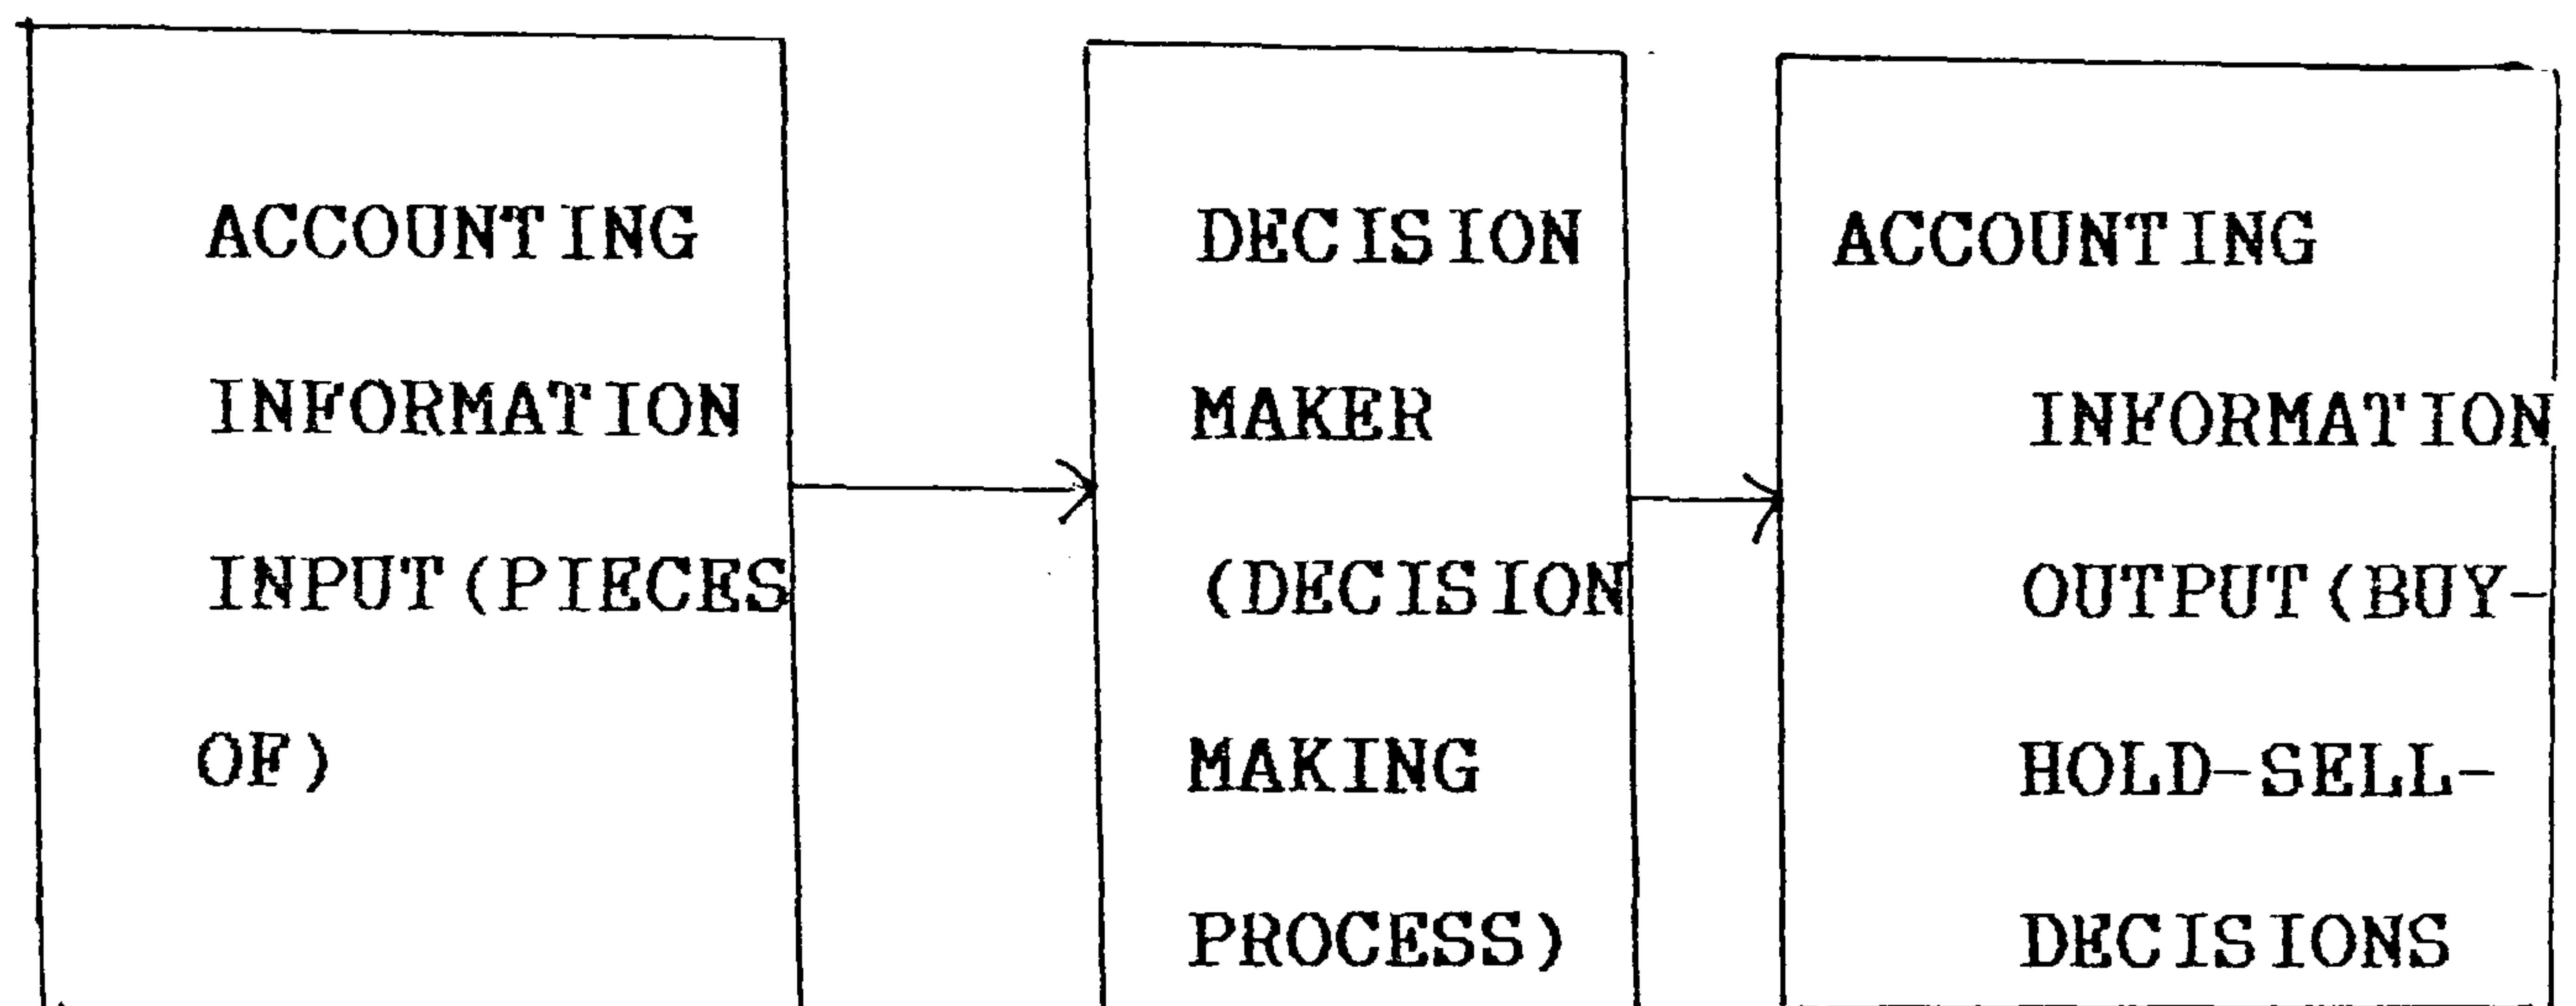 ACCOUNTING
INFORMATION
INPUT(PIECES
OF)
DECISION
MAKER
(DECISION
MAKING
PROCESS)
ACCOUNTING
INFORMATION
OUTPUT(BUY-
HOLD-SELL-
DECISIONS